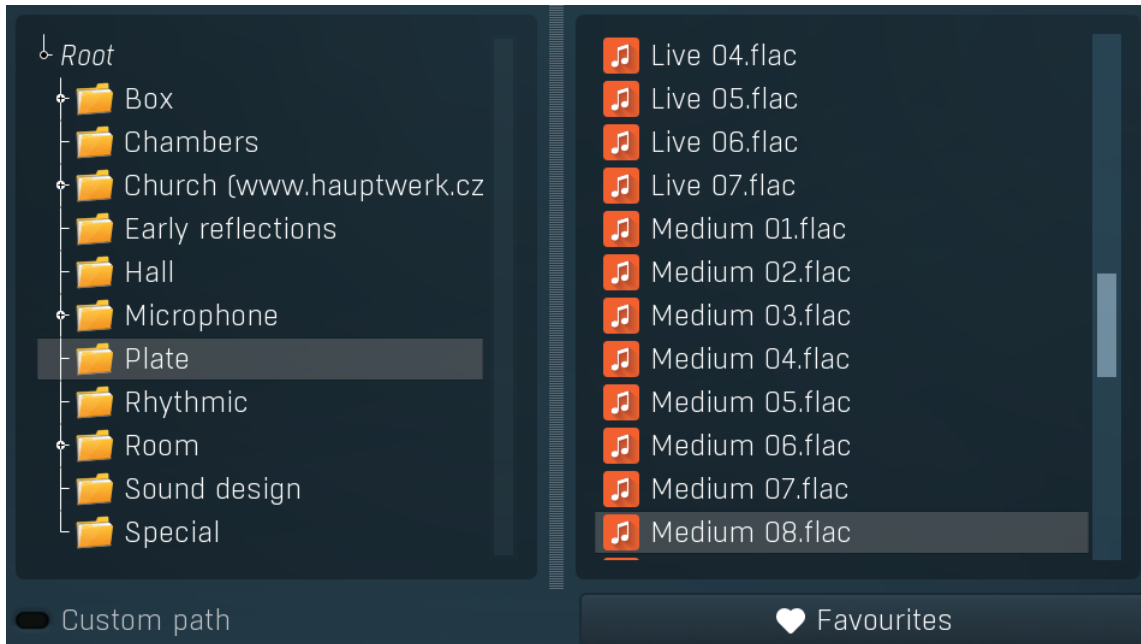 Root
Box
Chambers
Church (www.hauptwerk.cz
Early reflections
Hall
Microphone
Plate
Rhythmic
Room
Sound design
Special
Custom path
Live 04.flac
Live 05.flac
Live 06.flac
Live 07.flac
Medium 01.flac
Medium 02.flac
Medium 03.flac
Medium 04.flac
Medium 05.flac
Medium 06.flac
Medium 07.flac
Medium 08.flac
Favourites